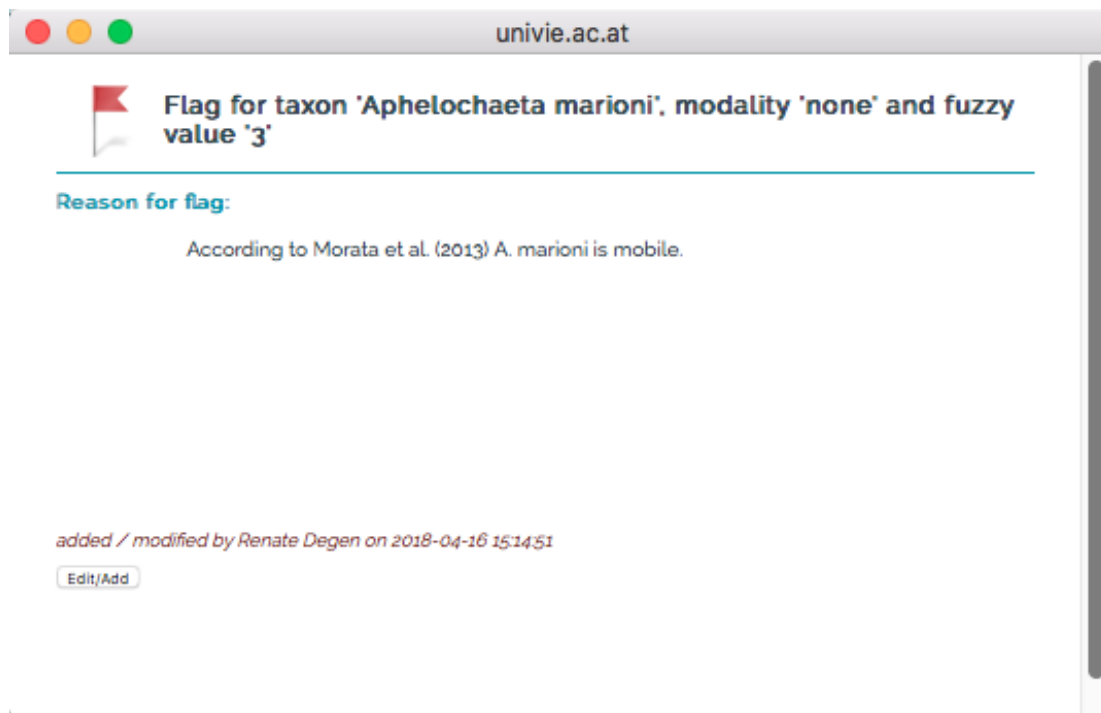 univie.ac.at
Flag for taxon 'Aphelochaeta marioni', modality 'none' and fuzzy
value '3'
Reason for flag:
According to Morata et al. (2013) A. marioni is mobile.
added / modified by Renate Degen on 2018-04-16 15:14:51
Edit/Add